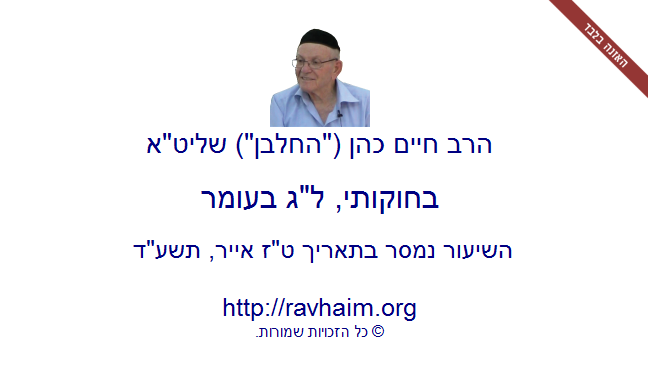 האזנה בלבד
הרב חיים כהן ("החלבן") שליט"א
בחוקותי, ל"ג בעומר
השיעור נמסר בתאריך ט"ז אייר, תשע"ד
http://ravhaim.org
© כל הזכויות שמורות.